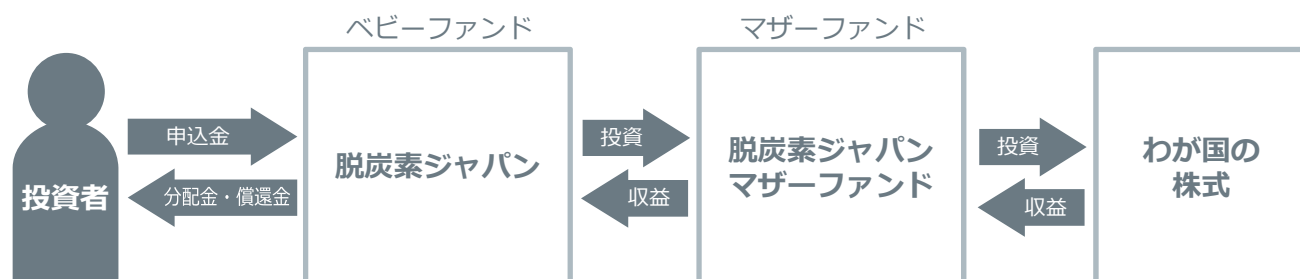 ベビーファンド
マザーファンド
投資者
申込金
分配金・償還金
脱炭素ジャパン
投資
収益
脱炭素ジャパン
マザーファンド
投資
収益
わが国の
株式